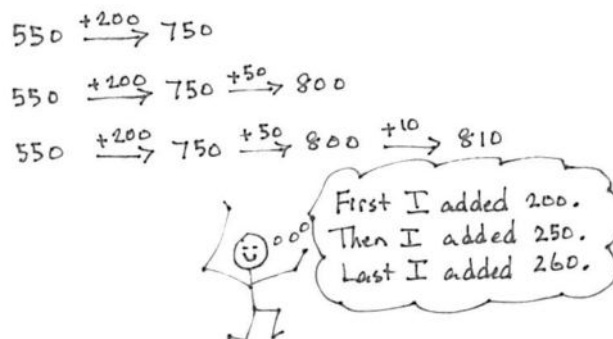 550 +200→ 750
550 +200→ 750 +50→ 800
550 +200→ 750 +50→ 800 +10→ 810
First I added 200.
Then I added 250.
Last I added 260.